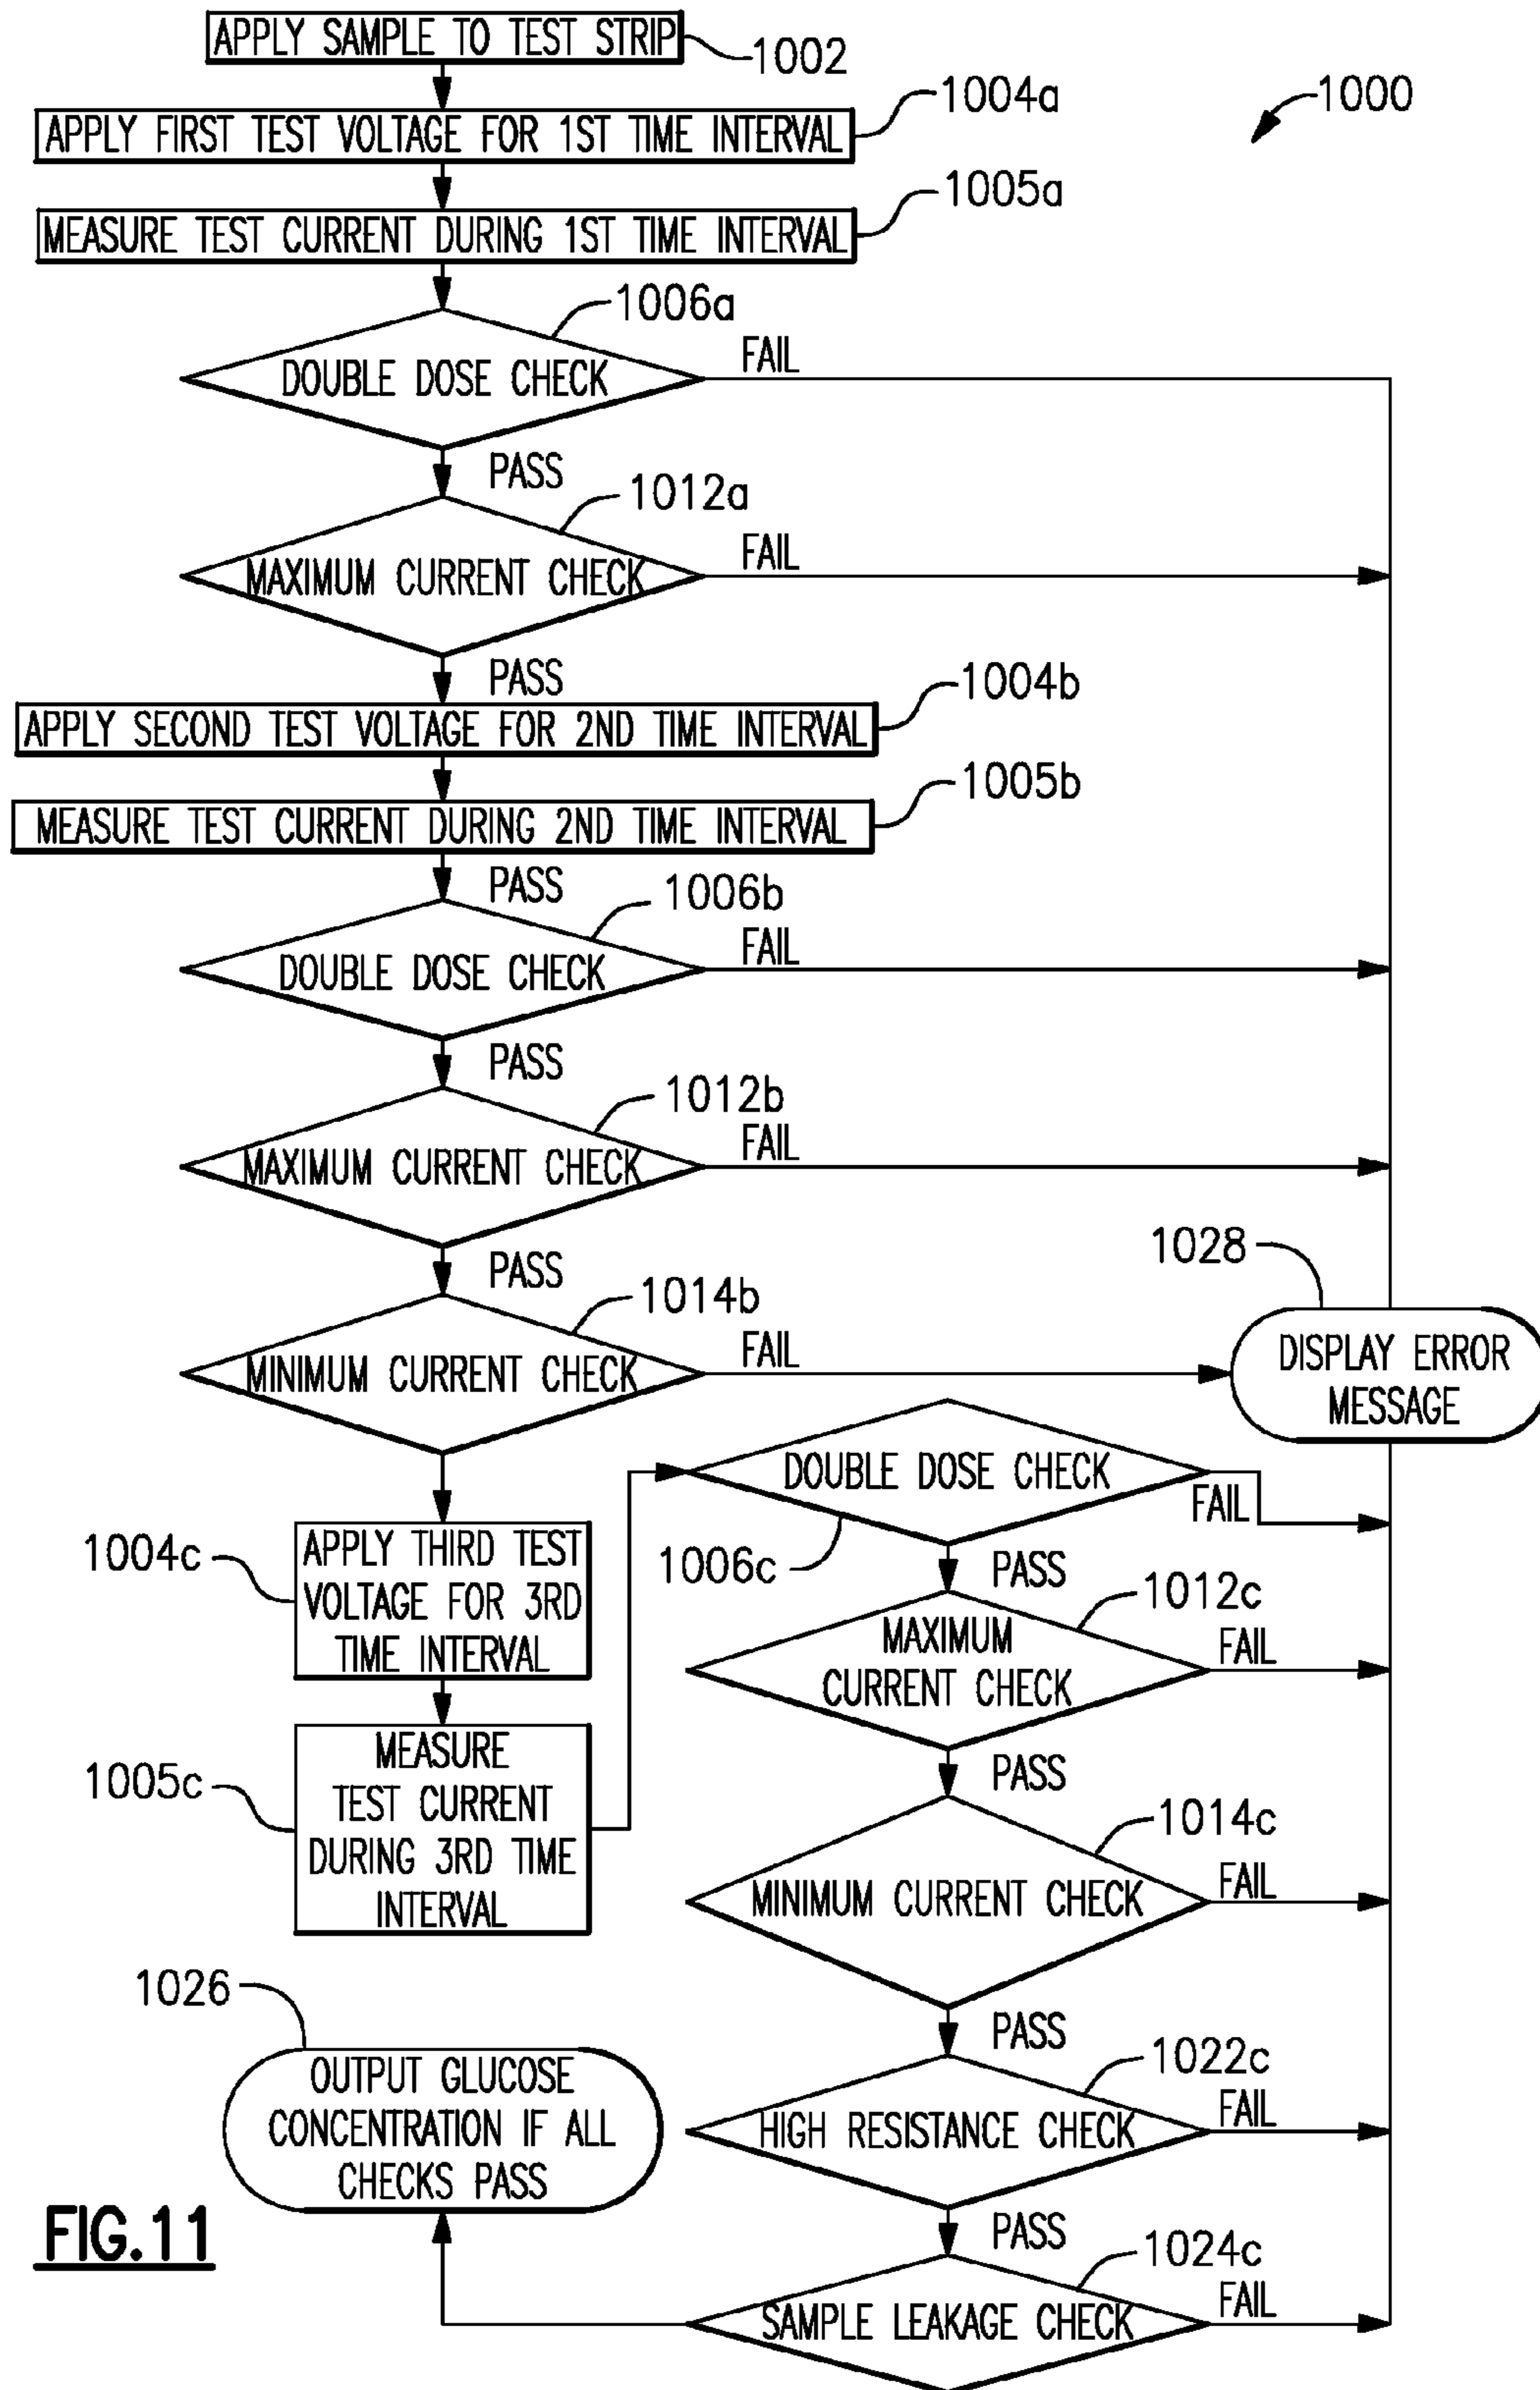 APPLY SAMPLE TO TEST STRIP
1002
1000
APPLY FIRST TEST VOLTAGE FOR 1ST TIME INTERVAL
1004a
MEASURE TEST CURRENT DURING 1ST TIME INTERVAL
1005a
1006a
DOUBLE DOSE CHECK
FAIL
PASS
1012a
MAXIMUM CURRENT CHECK
FAIL
PASS
1004b
APPLY SECOND TEST VOLTAGE FOR 2ND TIME INTERVAL
1005b
MEASURE TEST CURRENT DURING 2ND TIME INTERVAL
PASS
1006b
DOUBLE DOSE CHECK
FAIL
PASS
1012b
MAXIMUM CURRENT CHECK
FAIL
PASS
1014b
MINIMUM CURRENT CHECK
FAIL
1028
DISPLAY ERROR
MESSAGE
1004c
APPLY THIRD TEST
VOLTAGE FOR 3RD
TIME INTERVAL
1005c
MEASURE
TEST CURRENT
DURING 3RD TIME
INTERVAL
DOUBLE DOSE CHECK
FAIL
1006c
PASS
1012c
MAXIMUM
CURRENT CHECK
FAIL
PASS
1014c
MINIMUM CURRENT CHECK
FAIL
PASS
1022c
HIGH RESISTANCE CHECK
FAIL
PASS
1024c
SAMPLE LEAKAGE CHECK
FAIL
1026
OUTPUT GLUCOSE
CONCENTRATION IF ALL
CHECKS PASS
FIG.11